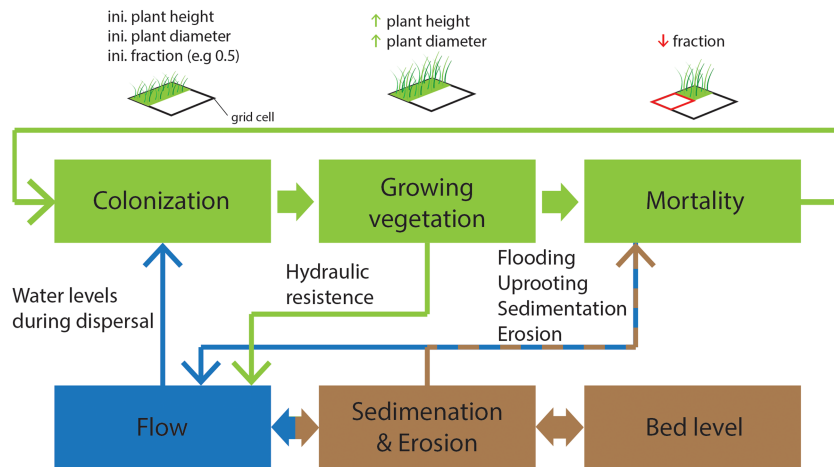 ini. plant height
ini. plant diameter
ini. fraction (e.g 0.5)
↑ plant height
↑ plant diameter
↓ fraction
grid cell
Colonization
Growing
vegetation
Mortality
Water levels
during dispersal
Hydraulic
resistence
Flooding
Uprooting
Sedimentation
Erosion
Flow
Sedimenation
& Erosion
Bed level